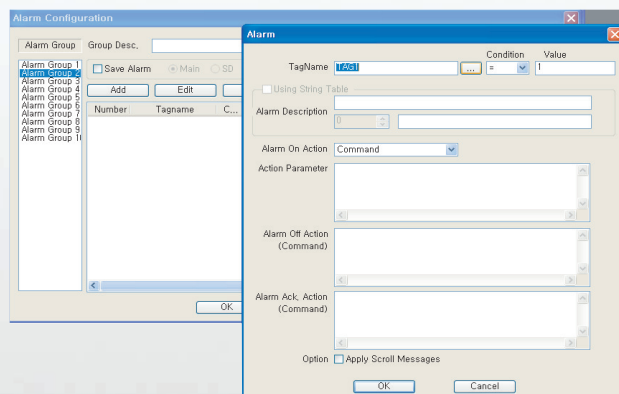 Alarm Configuration
Alarm Group
Group Desc.
Alarm Group 1
Alarm Group 2
Alarm Group 3
Alarm Group 4
Alarm Group 5
Alarm Group 6
Alarm Group 7
Alarm Group 8
Alarm Group 9
Alarm Group 10
Save Alarm Main SD
Add Edit
Number Tagname C...
OK
Alarm
Condition Value
TagName TAG1 ... = 1
Using String Table
Alarm Description
0
Alarm On Action Command
Action Parameter
Alarm Off Action
(Command)
Alarm Ack, Action
(Command)
Option Apply Scroll Messages
OK Cancel